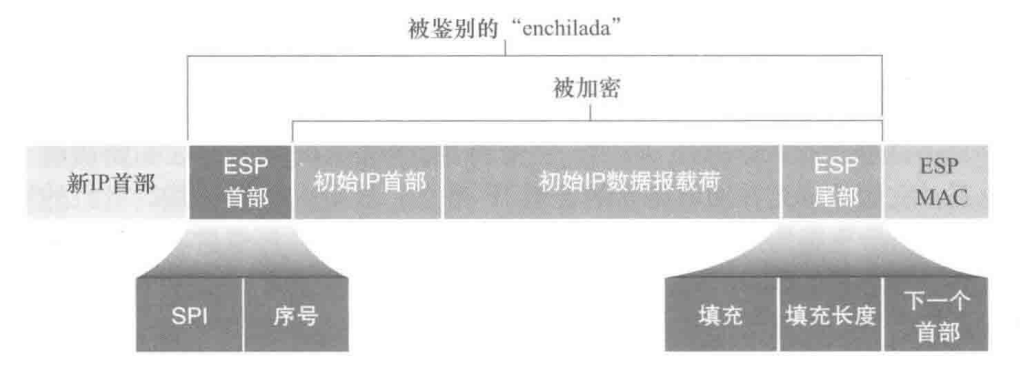 被鉴别的“enchilada”
被加密
新IP首部
ESP
首部
初始IP首部
初始IP数据报载荷
ESP
尾部
ESP
MAC
SPI
序号
填充
填充长度
下一个
首部